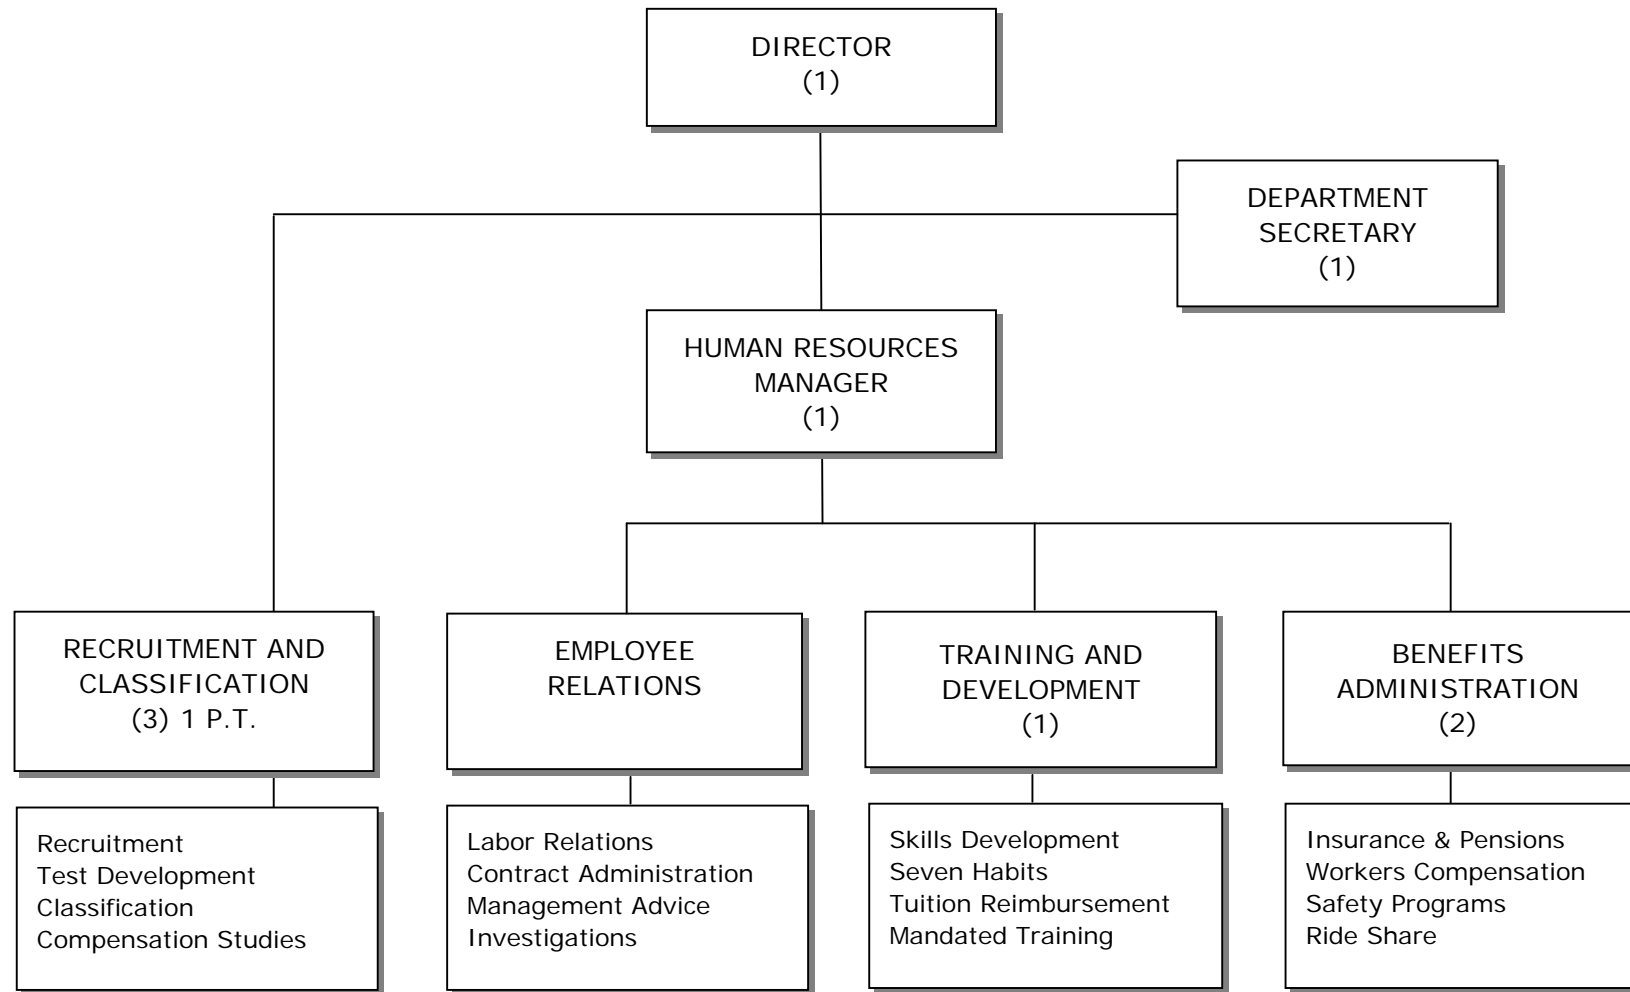 DIRECTOR
(1)
DEPARTMENT
SECRETARY
(1)
HUMAN RESOURCES
MANAGER
(1)
RECRUITMENT AND
CLASSIFICATION
(3) 1 P.T.
EMPLOYEE
RELATIONS
TRAINING AND
DEVELOPMENT
(1)
BENEFITS
ADMINISTRATION
(2)
Recruitment
Test Development
Classification
Compensation Studies
Labor Relations
Contract Administration
Management Advice
Investigations
Skills Development
Seven Habits
Tuition Reimbursement
Mandated Training
Insurance & Pensions
Workers Compensation
Safety Programs
Ride Share